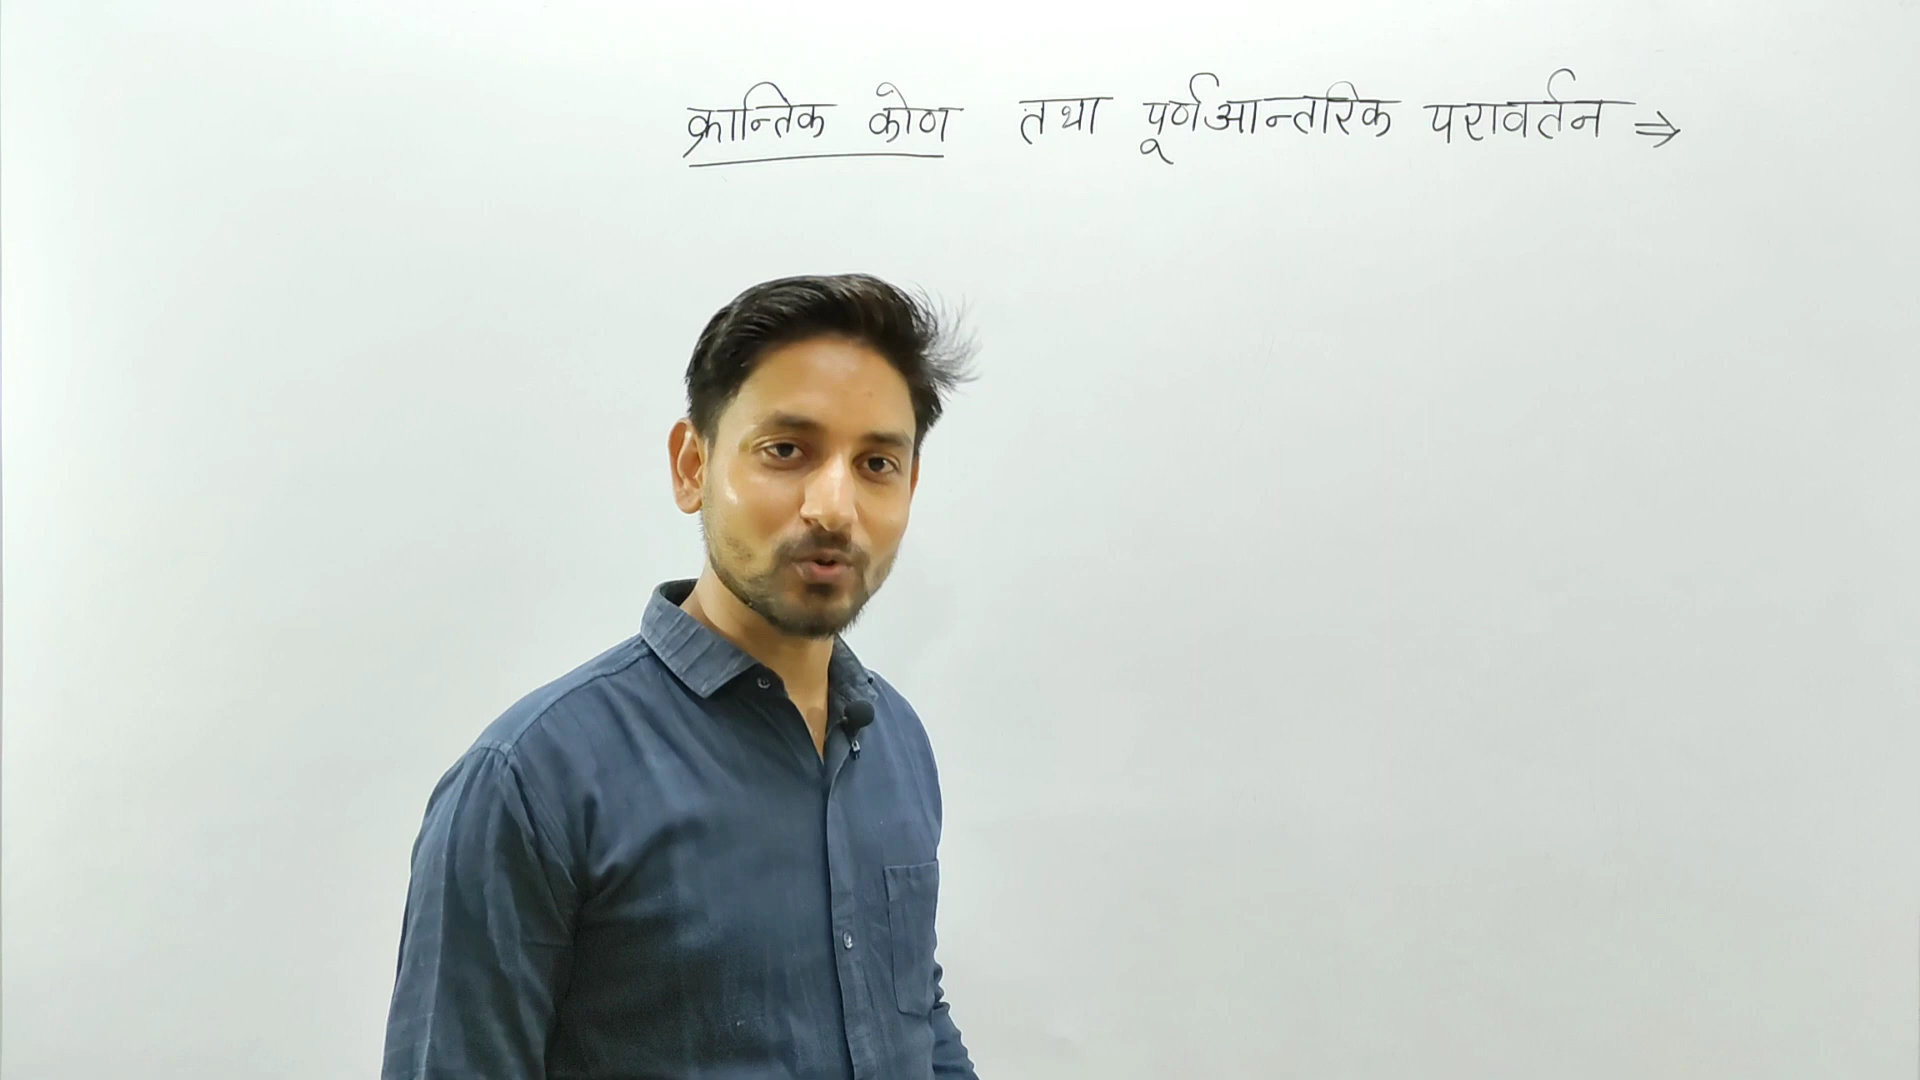 क्रान्तिक कोण तथा पूर्णआन्तरिक परावर्तन ⇒